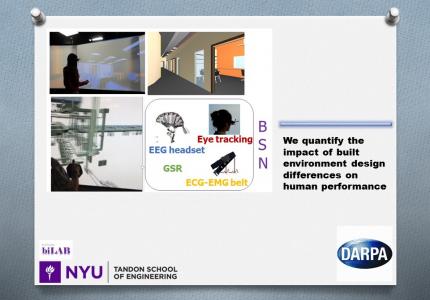 Eye tracking
EEG headset
GSR
ECG-EMG belt
B
S
N
We quantify the
impact of built
environment design
differences on
human performance
biLAB
NYU
TANDON SCHOOL
OF ENGINEERING
DARPA